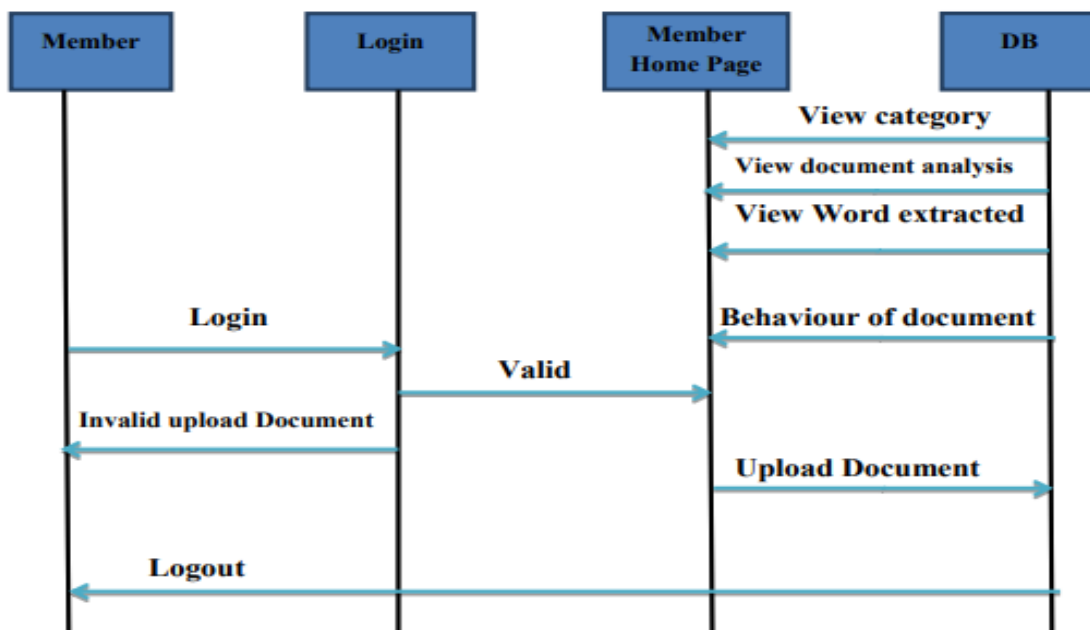 Member
Login
Member
Home Page
DB
View category
View document analysis
View Word extracted
Login
Behaviour of document
Valid
Invalid upload Document
Upload Document
Logout